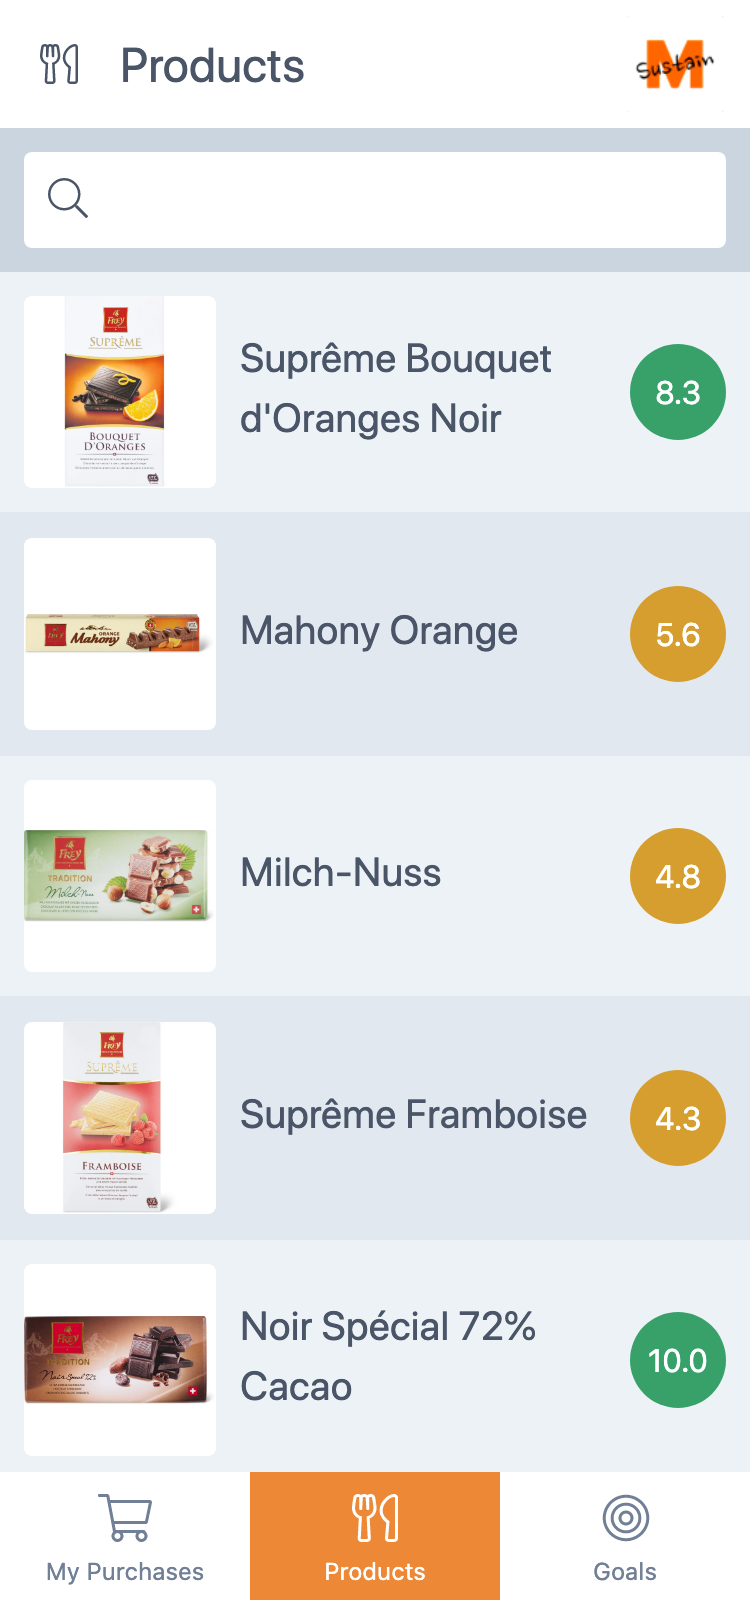 Products
Sustain
M
FREY
SUPRÊME
BOUQUET
D'ORANGES
Suprême Bouquet
d'Oranges Noir
8.3
FREY
ORANGE
Mahony
Mahony Orange
5.6
FREY
TRADITION
Milch-Nuss
Milch-Nuss
4.8
FREY
SUPRÊME
FRAMBOISE
Suprême Framboise
4.3
FREY
TRADITION
Noir Spécial 72%
Noir Spécial 72%
Cacao
10.0
My Purchases
Products
Goals